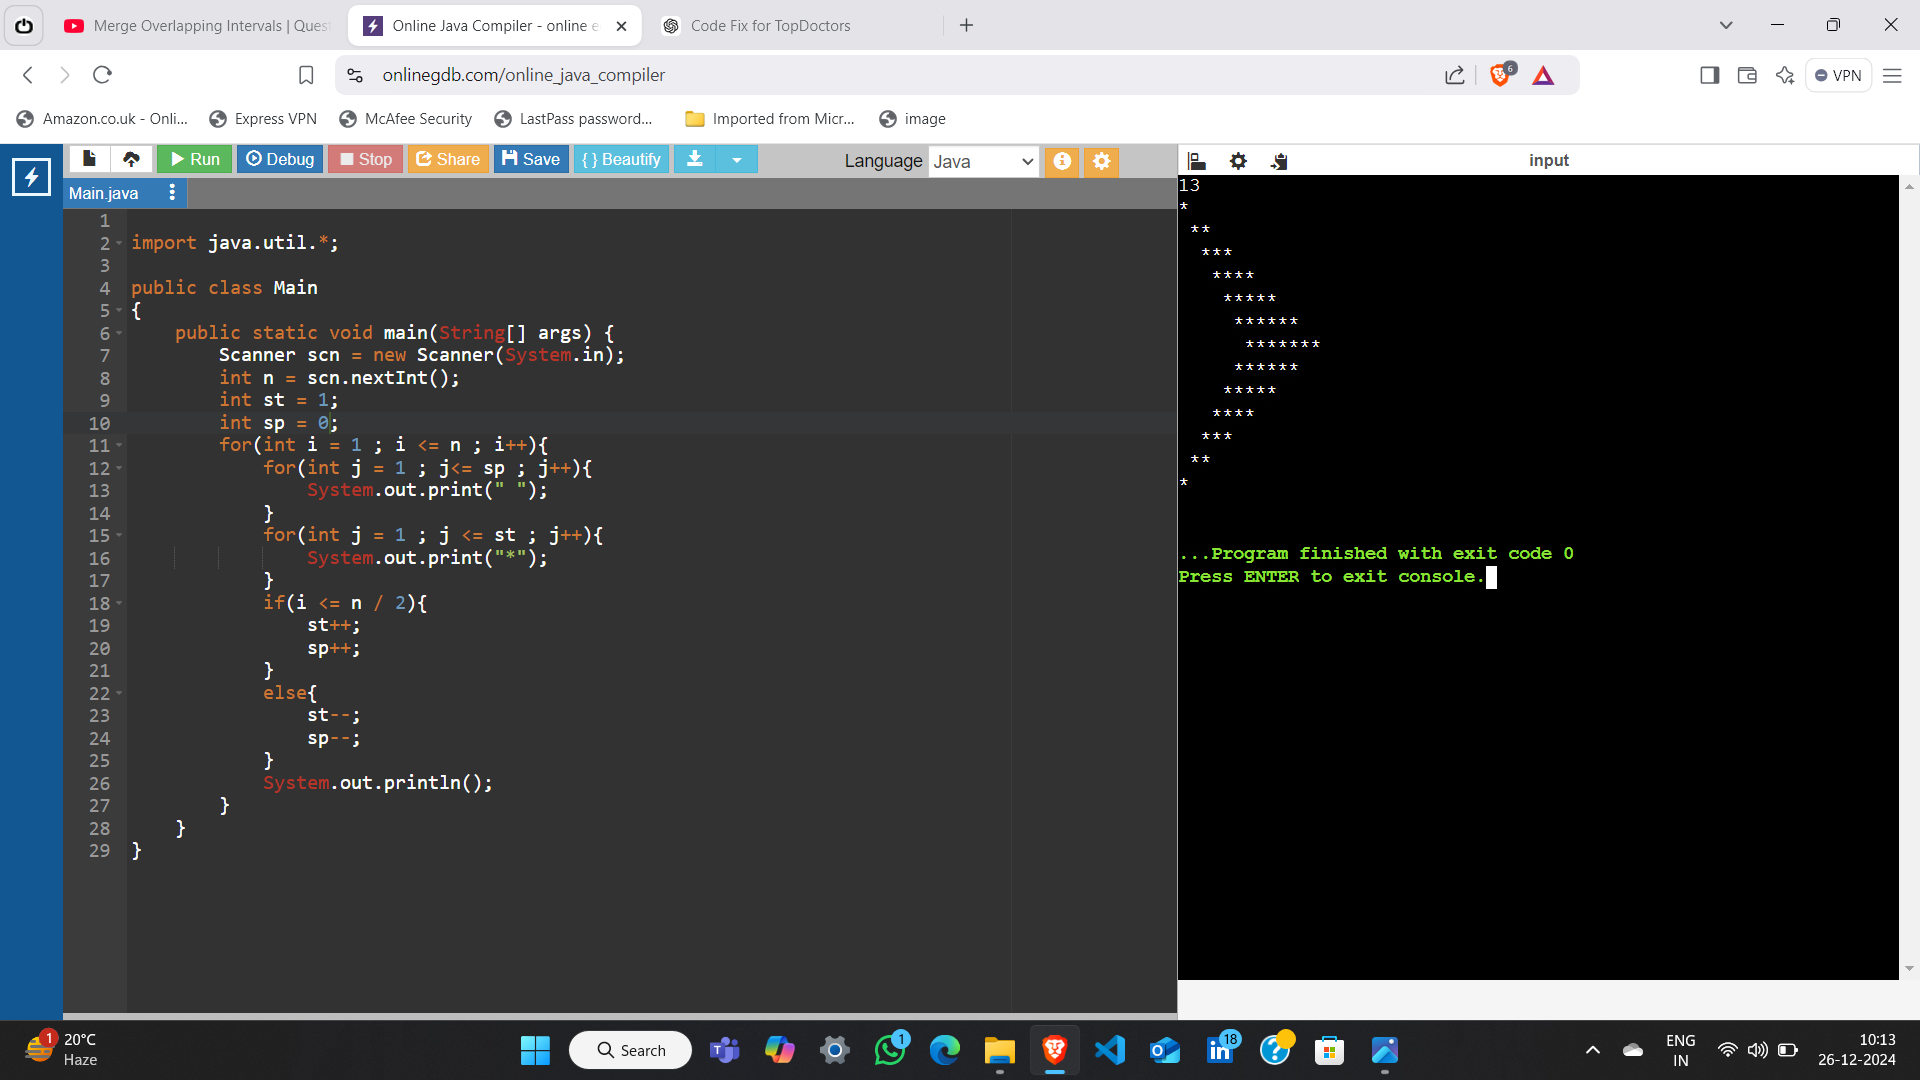 Merge Overlapping Intervals | Ques
Online Java Compiler - online e
Code Fix for TopDoctors
onlinegdb.com/online_java_compiler
6
VPN
Amazon.co.uk - Onli...
Express VPN
McAfee Security
LastPass password...
Imported from Micr...
image
Run
Debug
Stop
Share
Save
{ } Beautify
Language
Java
input
Main.java
1
2 import java.util.*;
3
4 public class Main
5 {
6     public static void main(String[] args) {
7         Scanner scn = new Scanner(System.in);
8         int n = scn.nextInt();
9         int st = 1;
10         int sp = 0;
11         for(int i = 1 ; i <= n ; i++){
12             for(int j = 1 ; j<= sp ; j++){
13                 System.out.print(" ");
14             }
15             for(int j = 1 ; j <= st ; j++){
16                 System.out.print("*");
17             }
18             if(i <= n / 2){
19                 st++;
20                 sp++;
21             }
22             else{
23                 st--;
24                 sp--;
25             }
26             System.out.println();
27         }
28     }
29 }
13
*
 **
  ***
   ****
    *****
     ******
      *******
     ******
    *****
   ****
  ***
 **
*
...Program finished with exit code 0
Press ENTER to exit console.
1
20°C
Haze
Search
1
18
ENG
IN
10:13
26-12-2024